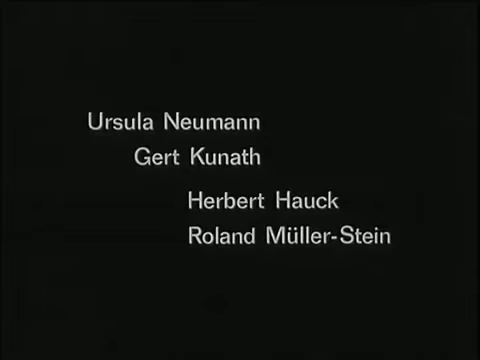 Ursula Neumann
Gert Kunath
Herbert Hauck
Roland Müller-Stein